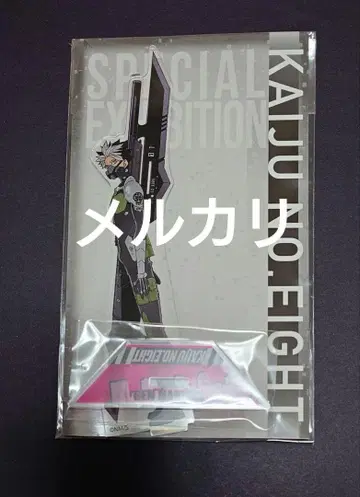 SPECIAL
EXHIBITION
KAIJU NO.EIGHT
メルカリ
KAIJU NO.EIGHT